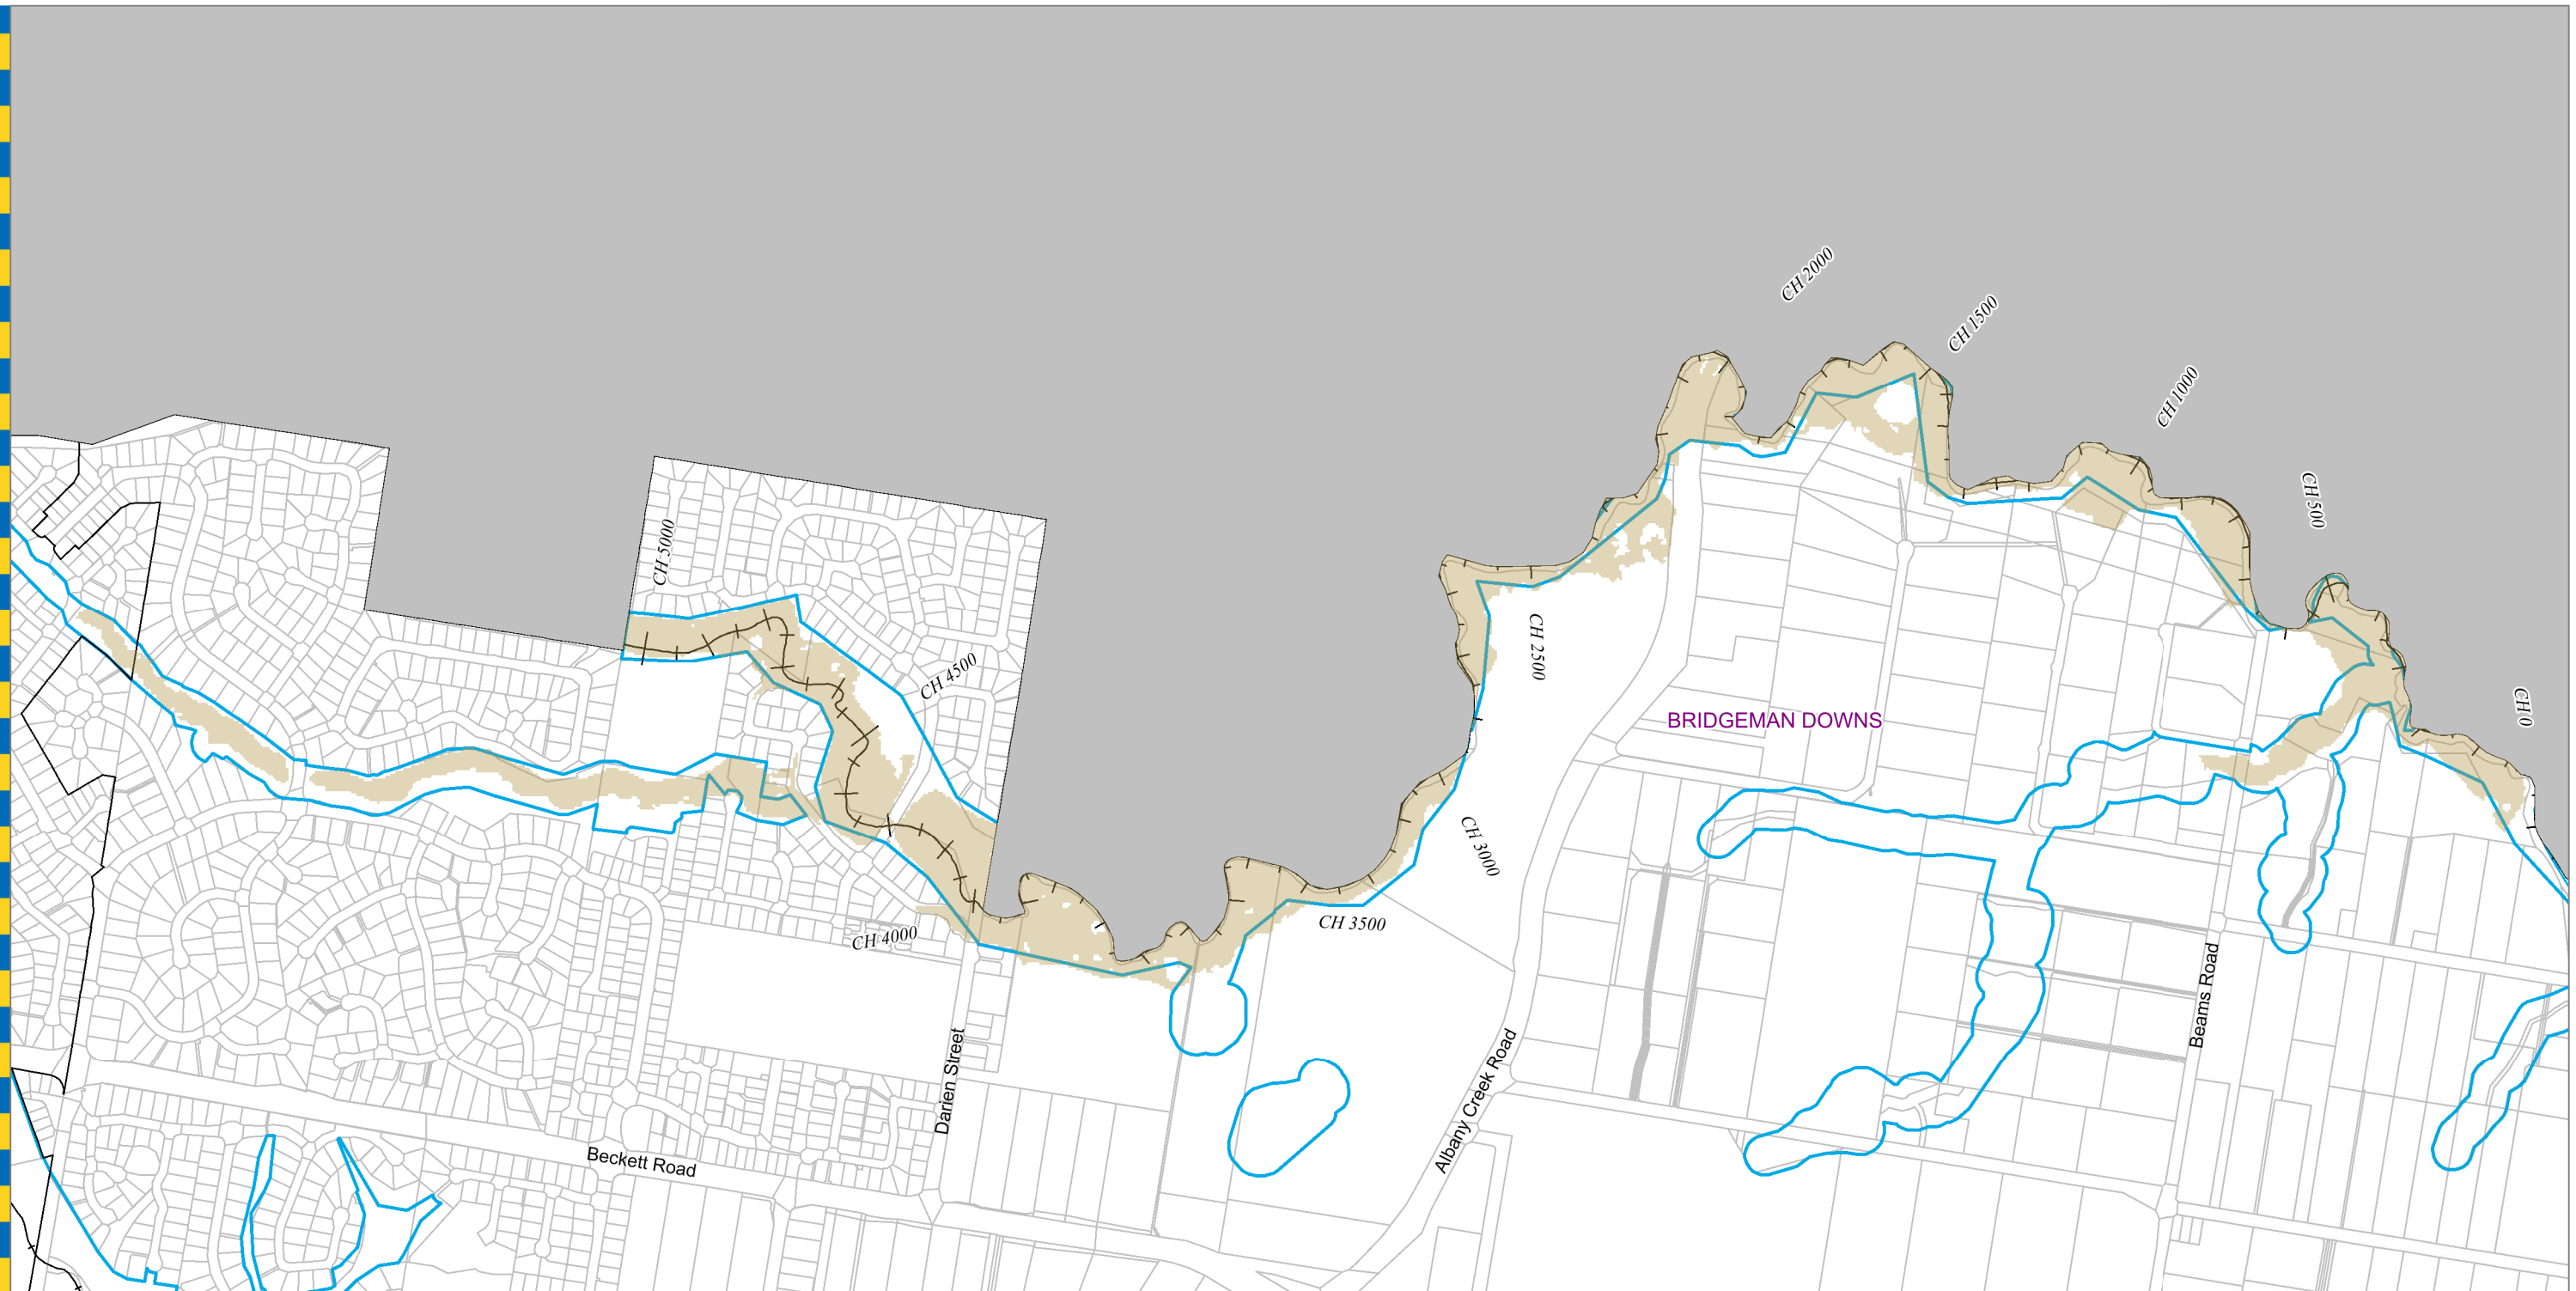 CH 2000
CH 1500
CH 1000
CH 500
CH 5000
CH 2500
CH 4500
CH 0
BRIDGEMAN DOWNS
CH 3000
CH 3500
CH 4000
Beams Road
Darien Street
Albany Creek Road
Beckett Road